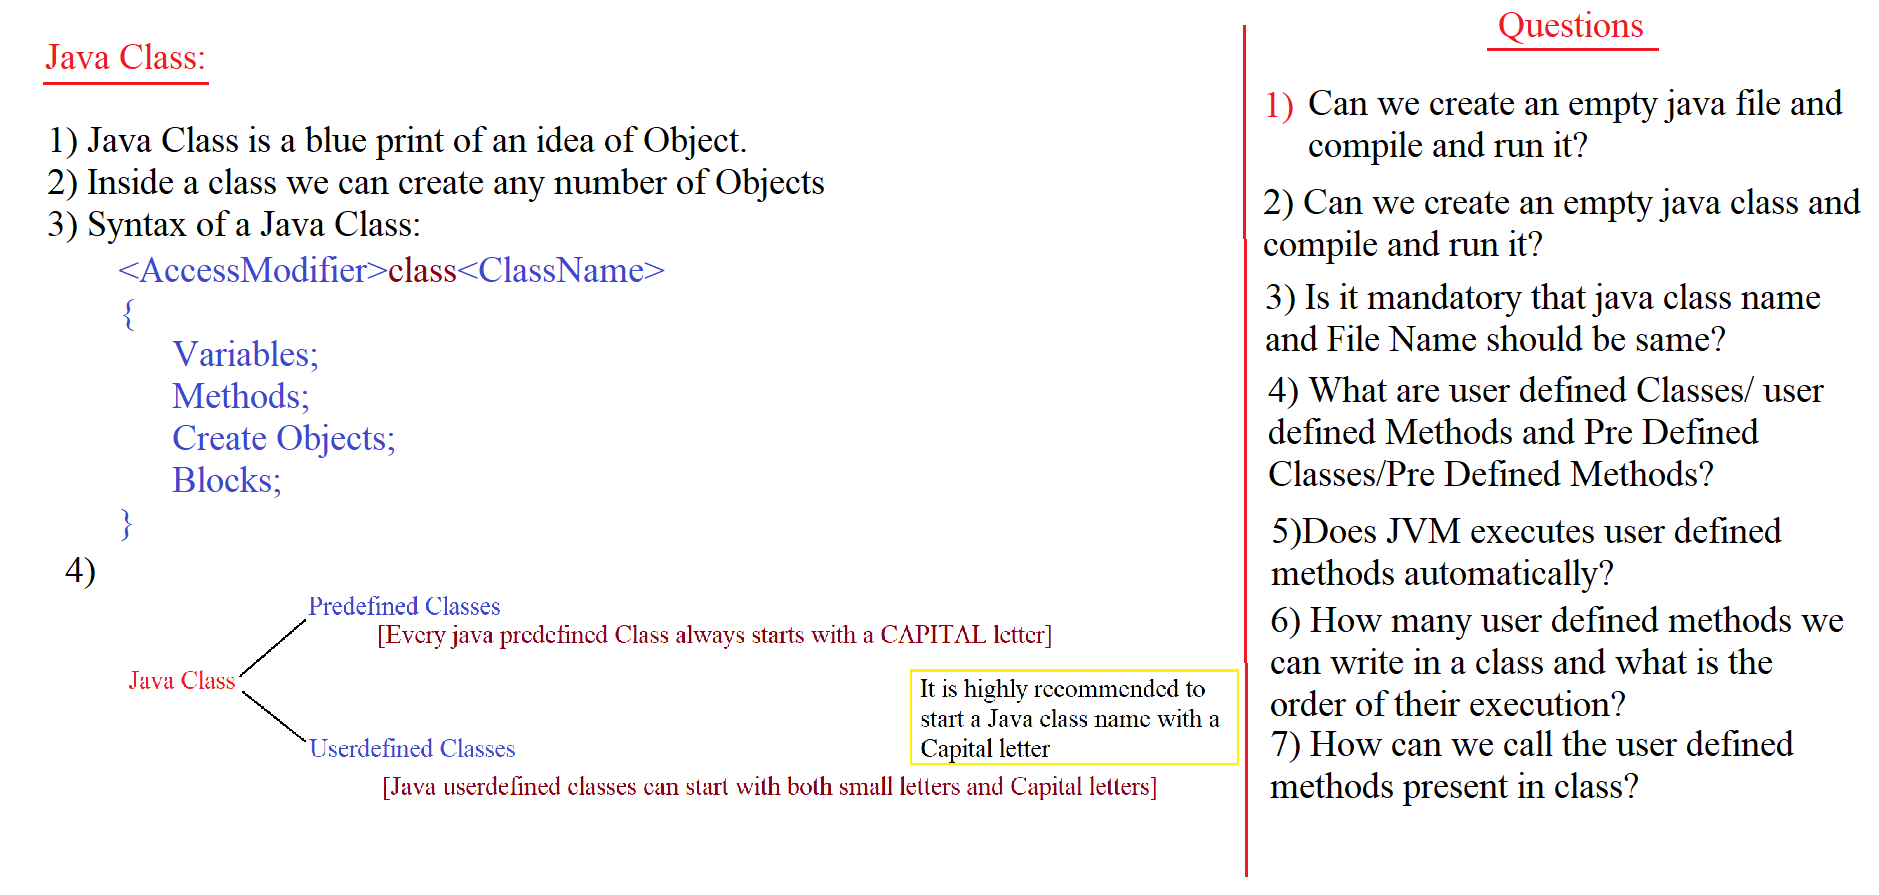 Java Class:
1) Java Class is a blue print of an idea of Object.
2) Inside a class we can create any number of Objects
3) Syntax of a Java Class:
<AccessModifier>class<ClassName>
{
Variables;
Methods;
Create Objects;
Blocks;
}
4)
Predefined Classes
[Every java predefined Class always starts with a CAPITAL letter]
Java Class
It is highly recommended to
start a Java class name with a
Capital letter
Userdefined Classes
[Java userdefined classes can start with both small letters and Capital letters]
Questions
1) Can we create an empty java file and
compile and run it?
2) Can we create an empty java class and
compile and run it?
3) Is it mandatory that java class name
and File Name should be same?
4) What are user defined Classes/ user
defined Methods and Pre Defined
Classes/Pre Defined Methods?
5)Does JVM executes user defined
methods automatically?
6) How many user defined methods we
can write in a class and what is the
order of their execution?
7) How can we call the user defined
methods present in class?